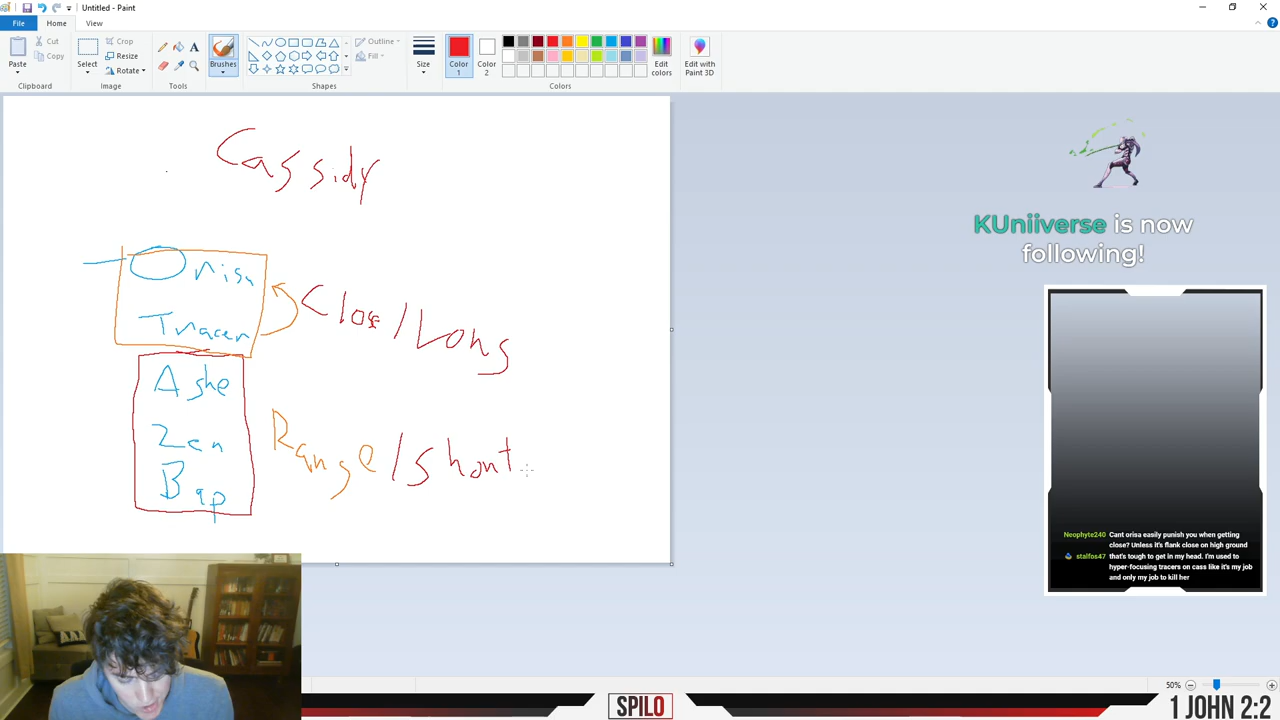 Untitled - Paint
File
Home
View
Paste
Cut
Copy
Clipboard
Select
Crop
Resize
Rotate
Image
Tools
Brushes
Shapes
Outline
Fill
Size
Color 1
Color 2
Edit colors
Edit with Paint 3D
Colors
Cassidy
Orisa
Tracer
Close/Long
Ashe
Zen
Bap
Range/Short
KUniiverse is now
following!
Neophyte240 Cant orisa easily punish you when getting
close? Unless it's flank close on high ground
stalfos47 that's tough to get in my head. I'm used to
hyper-focusing tracers on cass like it's my job
and only my job to kill her
50%
SPILO
1 JOHN 2:2